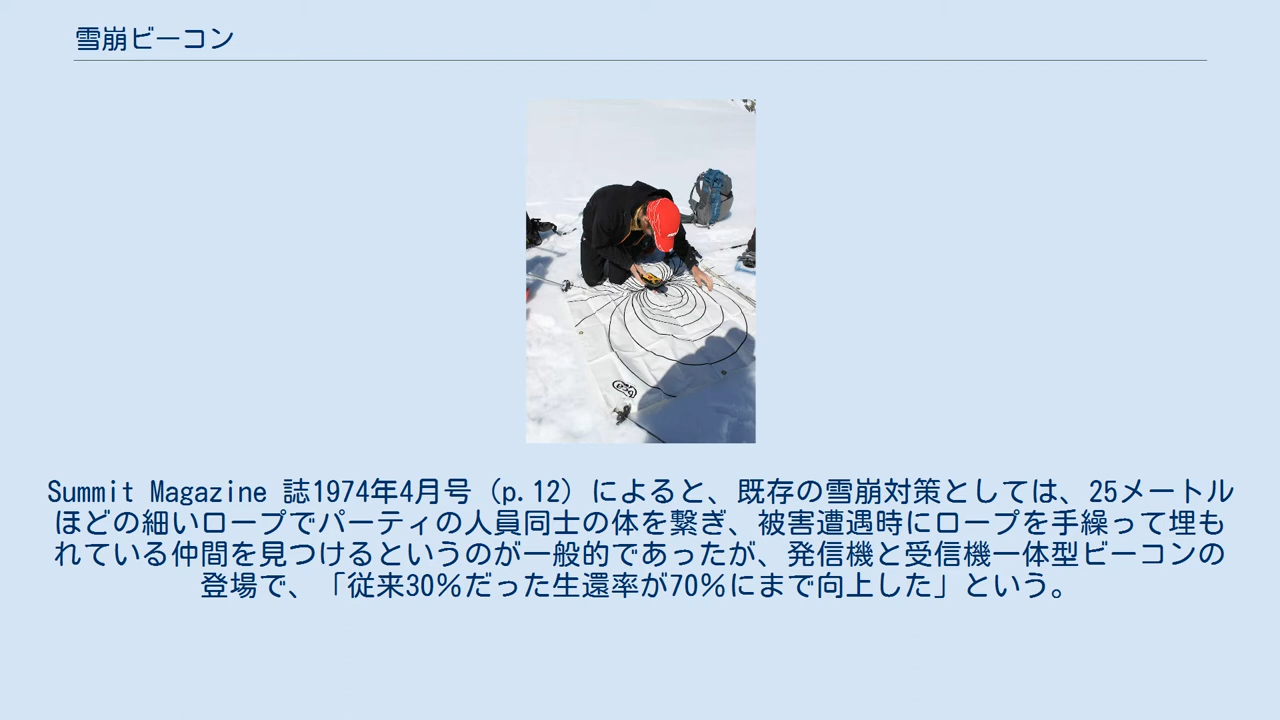 雪崩ビーコン
Summit Magazine 誌1974年4月号（p.12）によると、既存の雪崩対策としては、25メートル
ほどの細いロープでパーティの人員同士の体を繋ぎ、被害遭遇時にロープを手繰って埋も
れている仲間を見つけるというのが一般的であったが、発信機と受信機一体型ビーコンの
登場で、「従来30％だった生還率が70％にまで向上した」という。